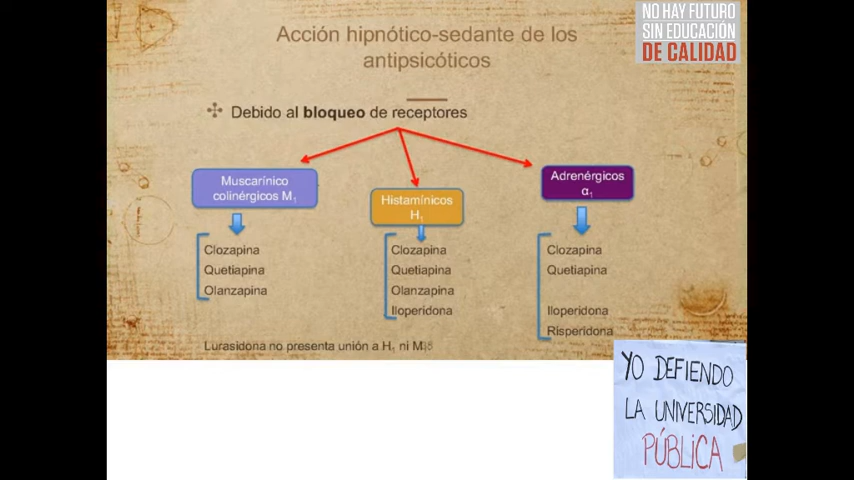 NO HAY FUTURO
SIN EDUCACIÓN
DE CALIDAD
Acción hipnótico-sedante de los
antipsicóticos
Debido al bloqueo de receptores
Muscarínico
colinérgicos M1
Histamínicos
H1
Adrenérgicos
α1
Clozapina
Quetiapina
Olanzapina
Clozapina
Quetiapina
Olanzapina
Iloperidona
Clozapina
Quetiapina
Iloperidona
Risperidona
Lurasidona no presenta unión a H1 ni M
YO DEFIENDO
LA UNIVERSIDAD
PÚBLICA